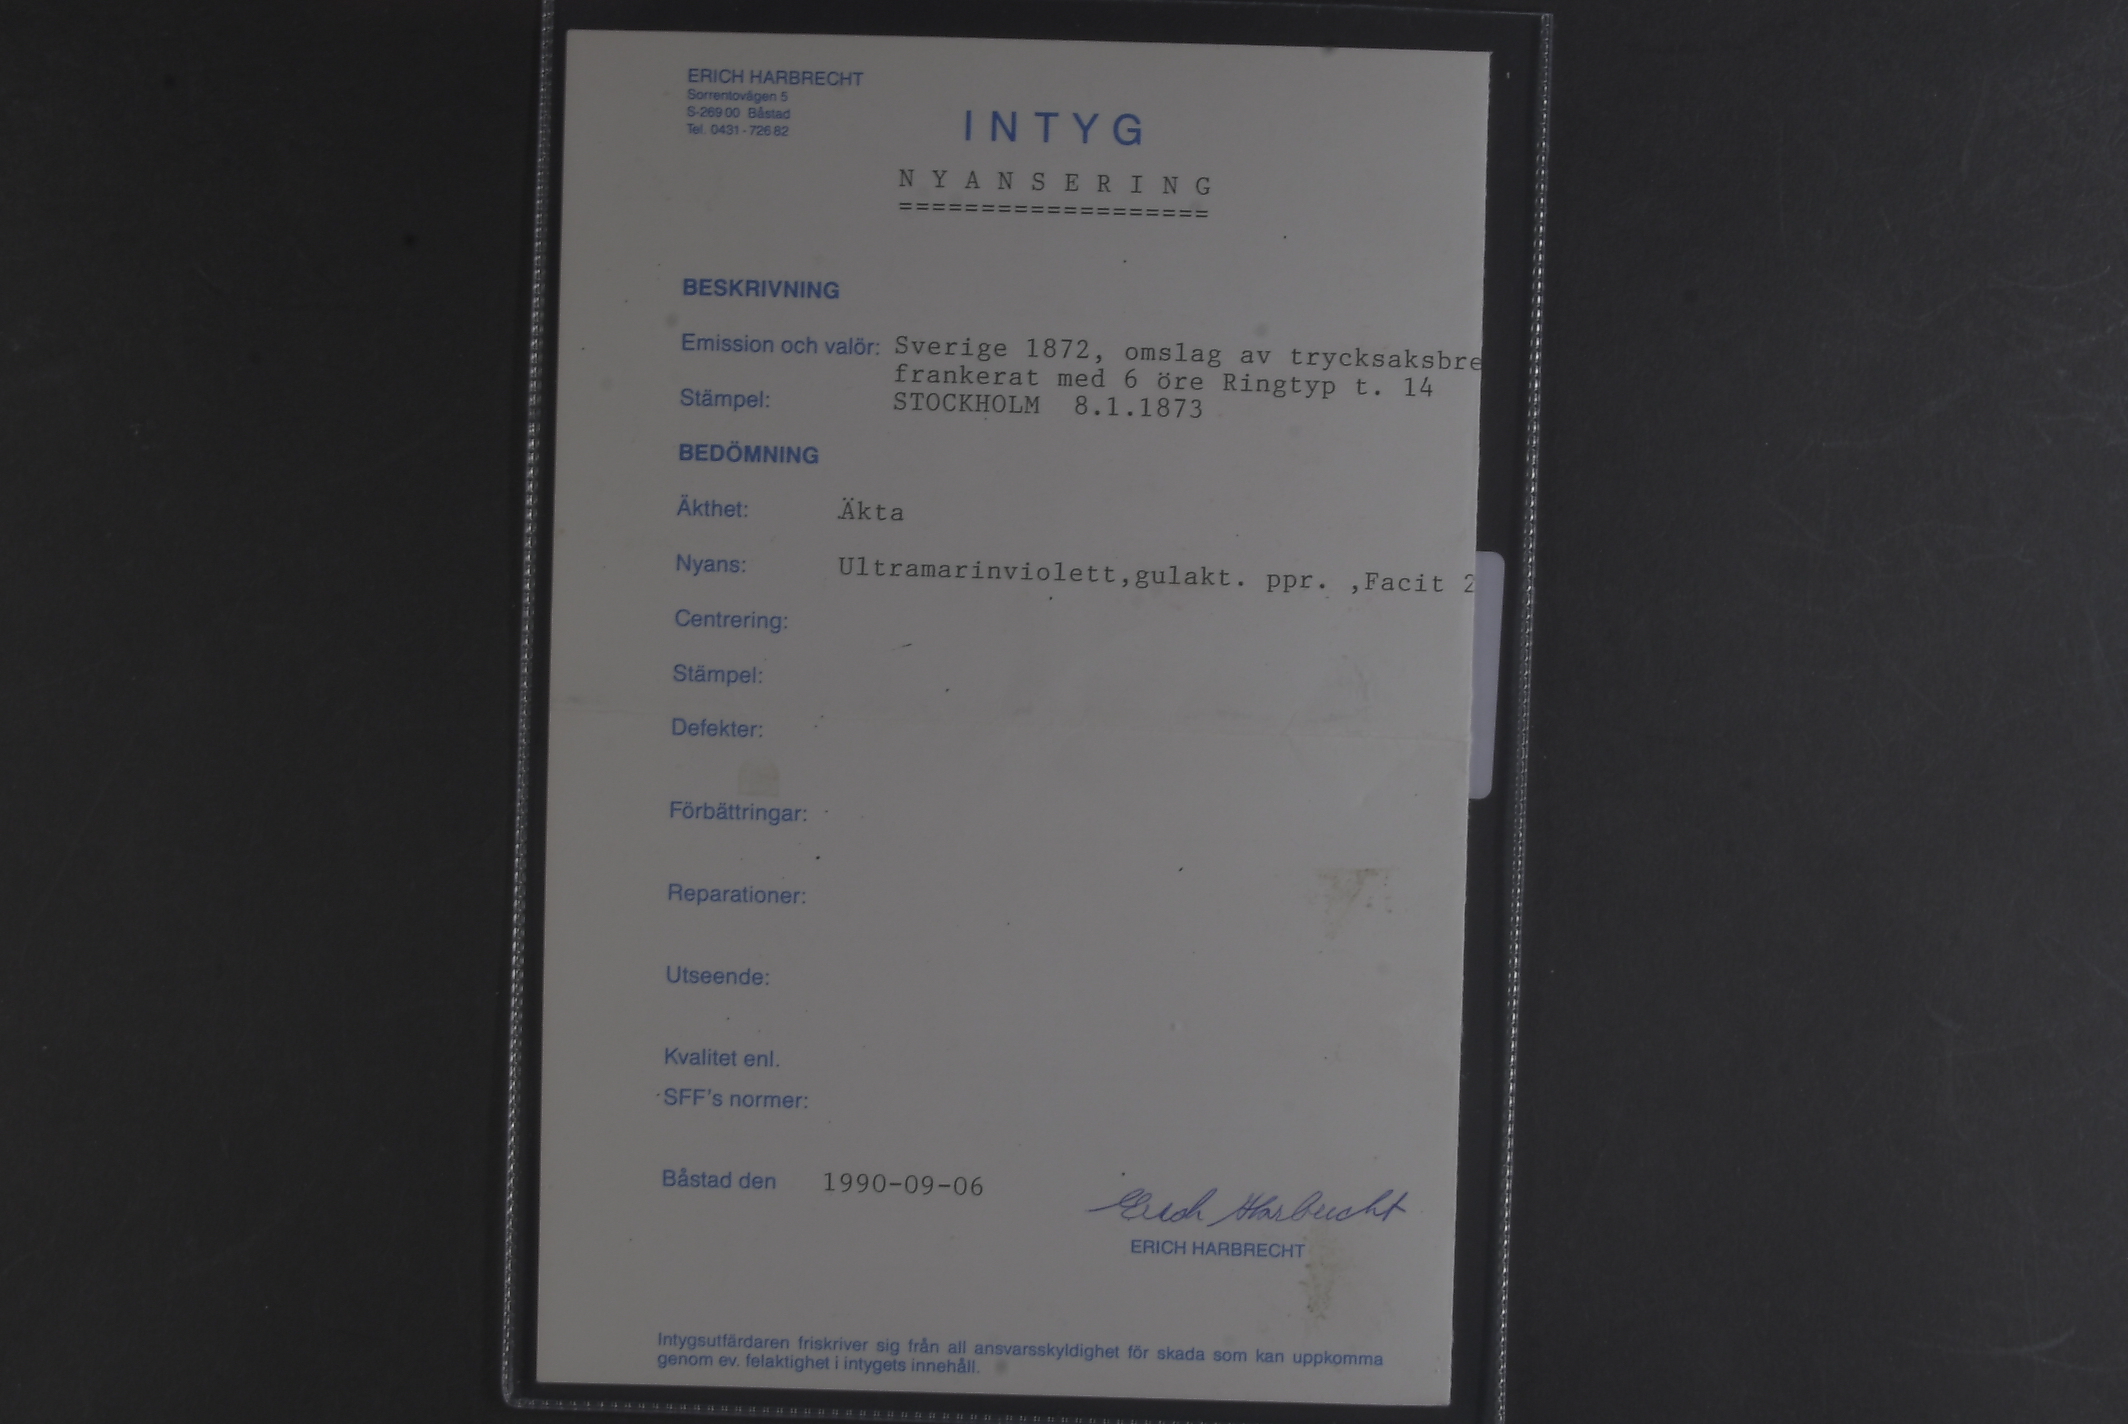 ERICH HARBRECHT
Sorrentovägen 5
S-269 00 Båstad
Tel. 0431 - 726 82
INTYG
NYANSERING
===================
BESKRIVNING
Emission och valör: Sverige 1872, omslag av trycksaksbre
frankerat med 6 öre Ringtyp t. 14
Stämpel: STOCKHOLM 8.1.1873
BEDÖMNING
Äkthet: Äkta
Nyans: Ultramarinviolett,gulakt. ppr. ,Facit 2
Centrering:
Stämpel:
Defekter:
Förbättringar:
Reparationer:
Utseende:
Kvalitet enl.
SFF's normer:
Båstad den 1990-09-06
Erich Harbrecht
ERICH HARBRECHT
Intygsutfärdaren friskriver sig från all ansvarsskyldighet för skada som kan uppkomma
genom ev. felaktighet i intygets innehåll.